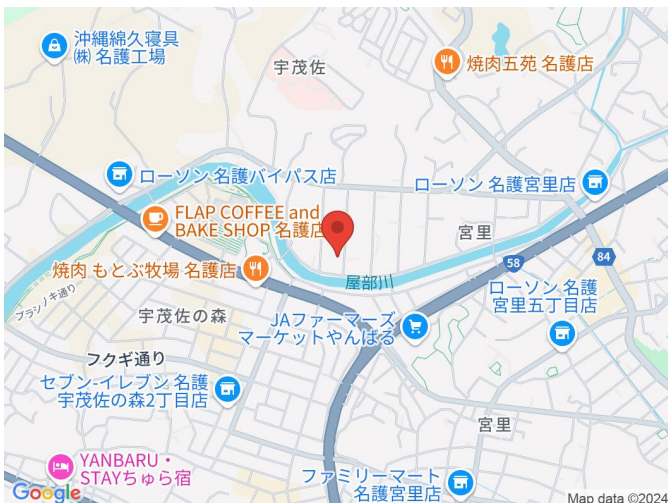 沖縄綿久寝具
㈱ 名護工場
宇茂佐
焼肉五苑 名護店
ローソン 名護バイパス店
ローソン 名護宮里店
FLAP COFFEE and
BAKE SHOP 名護店
宮里
58
84
焼肉 もとぶ牧場 名護店
屋部川
ローソン 名護
宮里五丁目店
ブラシノキ通り
宇茂佐の森
JAファーマーズ
マーケットやんばる
フクギ通り
セブン-イレブン 名護
宇茂佐の森2丁目店
宮里
YANBARU・
STAYちゅら宿
ファミリーマート
名護宮里店
Google
Map data ©2024